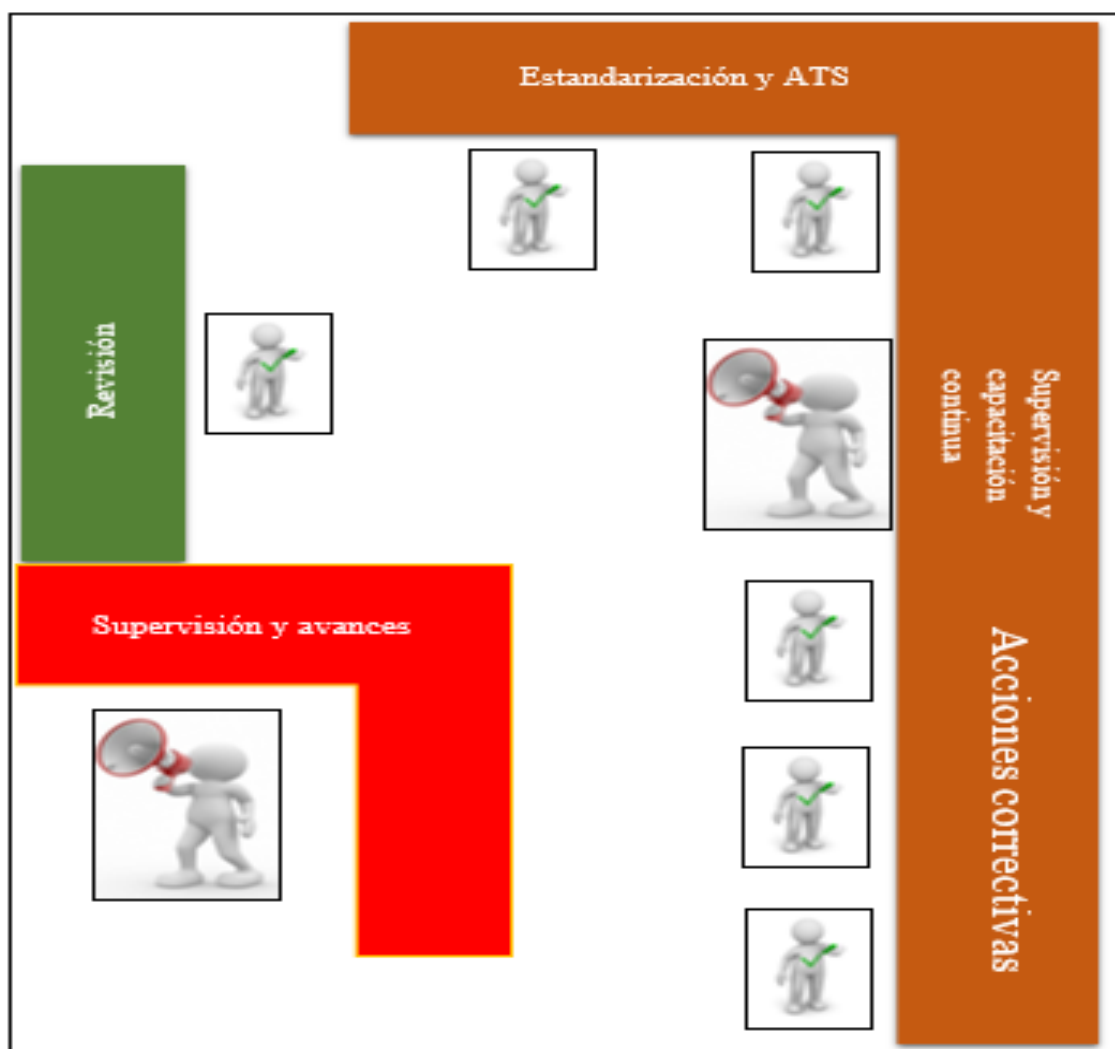 Estandarización y ATS
Revisión
Supervisión y
capacitación
continua
Supervisión y avances
Acciones correctivas